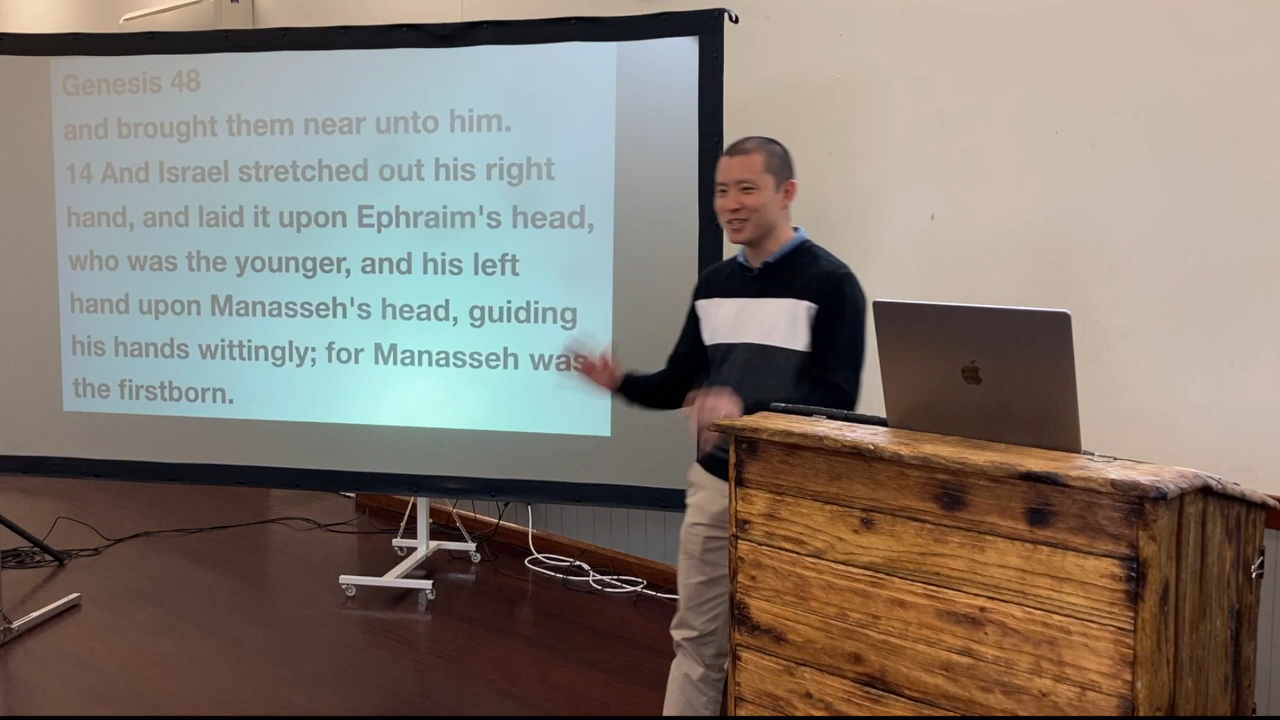 Genesis 48
and brought them near unto him.
14 And Israel stretched out his right
hand, and laid it upon Ephraim's head,
who was the younger, and his left
hand upon Manasseh's head, guiding
his hands wittingly; for Manasseh was
the firstborn.